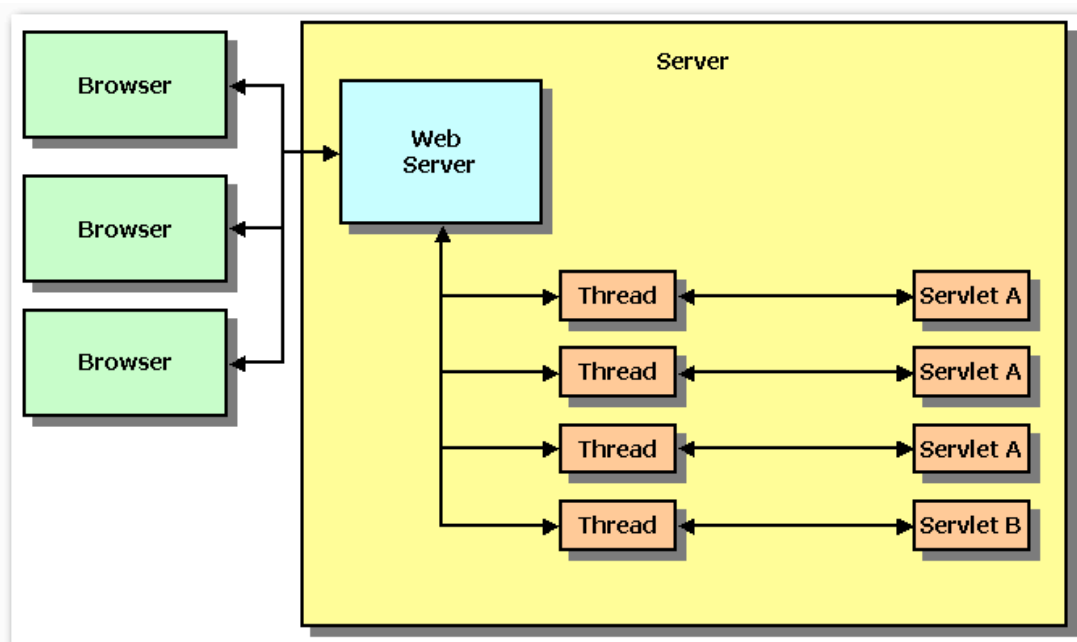 Server
Browser
Web
Server
Browser
Browser
Thread
Servlet A
Thread
Servlet A
Thread
Servlet A
Thread
Servlet B